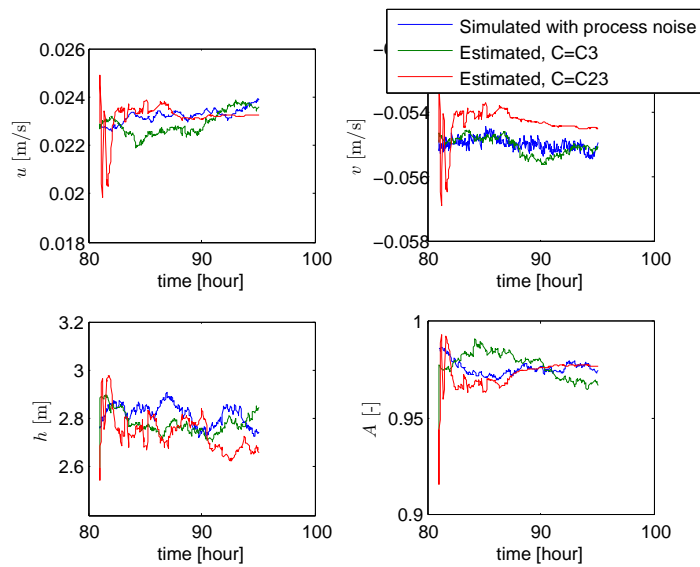 Simulated with process noise
Estimated, C=C3
Estimated, C=C23
0.026
0.024
0.022
0.02
0.018
u [m/s]
80
90
100
time [hour]
−0.056
−0.058
v [m/s]
80
90
100
time [hour]
3.2
3
2.8
2.6
h [m]
80
90
100
time [hour]
1
0.95
0.9
A [-]
80
90
100
time [hour]